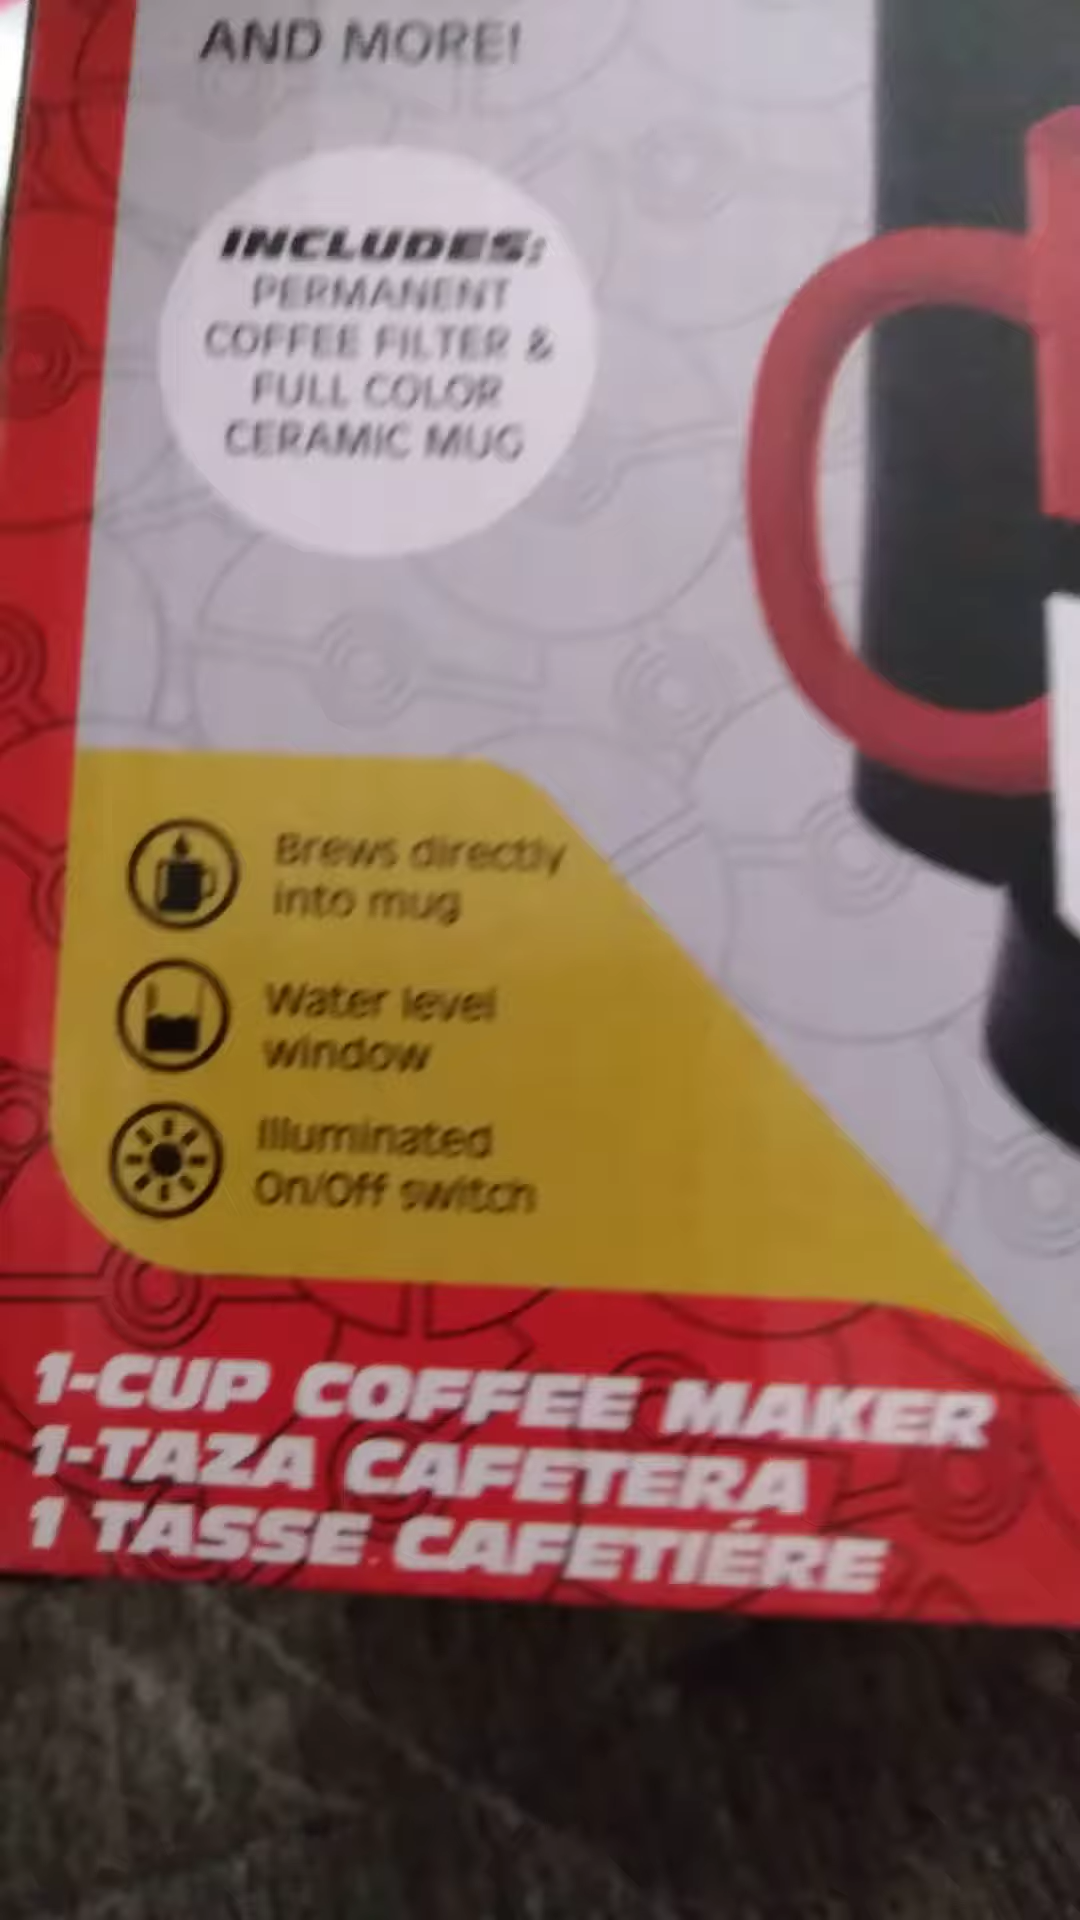 AND MORE!
INCLUDES:
PERMANENT
COFFEE FILTER &
FULL COLOR
CERAMIC MUG
Brews directly
into mug
Water level
window
Illuminated
On/Off switch
1-CUP COFFEE MAKER
1-TAZA CAFETERA
1 TASSE CAFETIÉRE